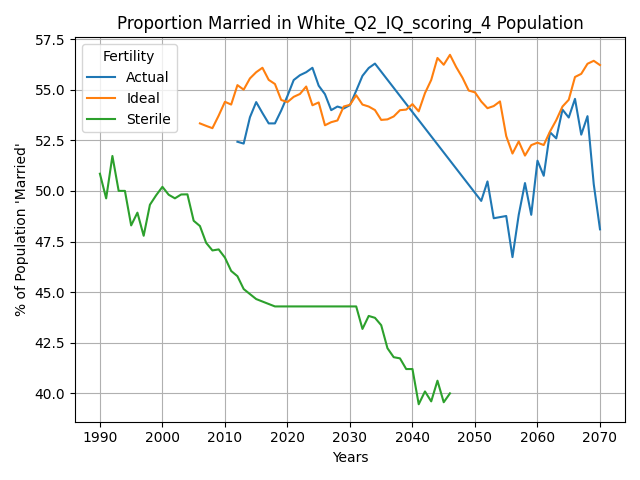 Proportion Married in White_Q2_IQ_scoring_4 Population
% of Population 'Married'
57.5
55.0
52.5
50.0
47.5
45.0
42.5
40.0
Fertility
Actual
Ideal
Sterile
1990 2000 2010 2020 2030 2040 2050 2060 2070
Years